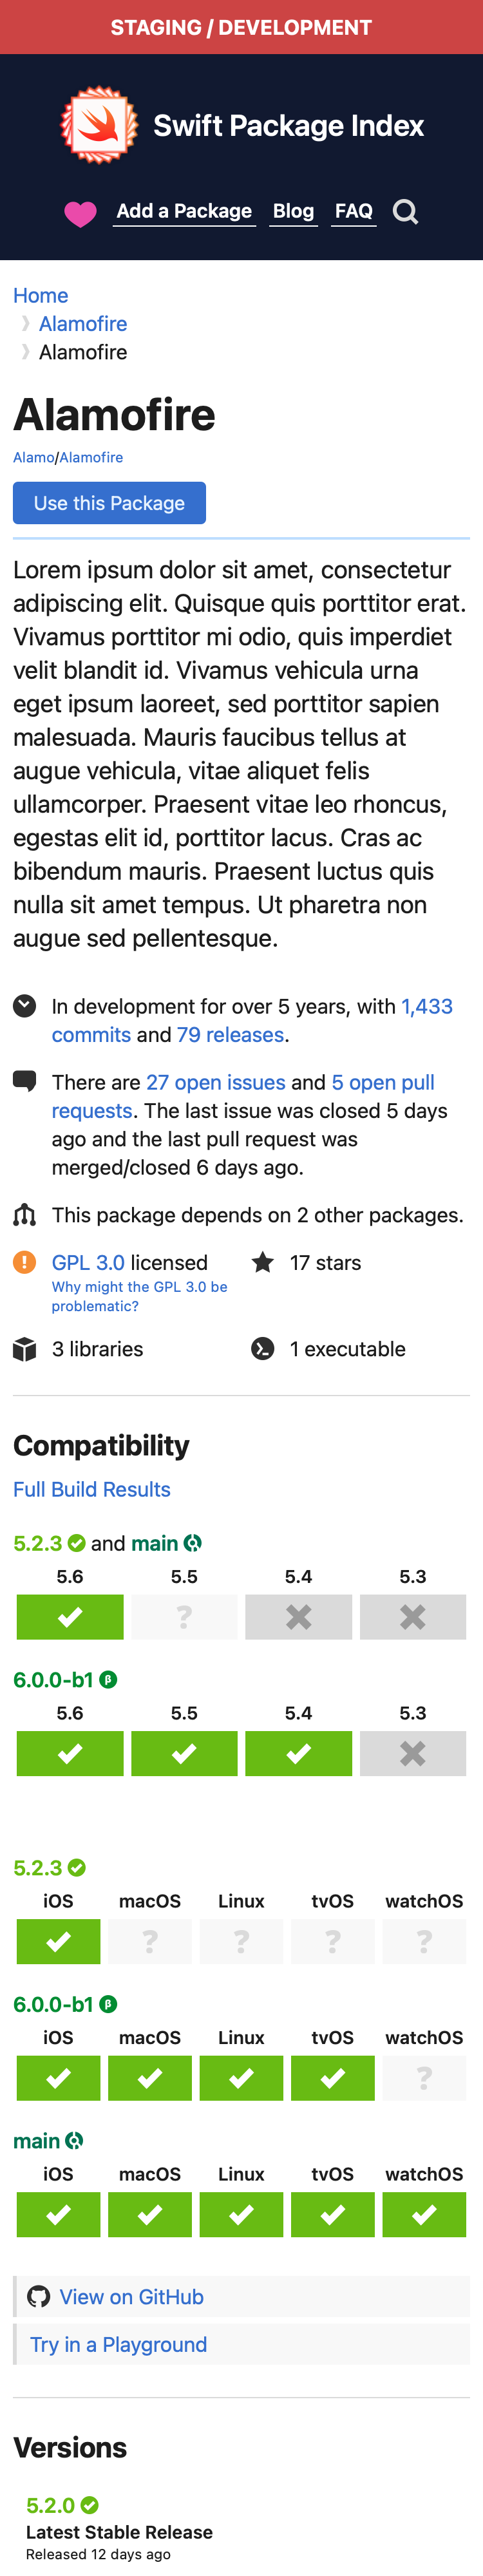 STAGING / DEVELOPMENT
Swift Package Index
Add a Package Blog FAQ
Home
Alamofire
Alamofire
Alamofire
Alamo/Alamofire
Use this Package
Lorem ipsum dolor sit amet, consectetur
adipiscing elit. Quisque quis porttitor erat.
Vivamus porttitor mi odio, quis imperdiet
velit blandit id. Vivamus vehicula urna
eget ipsum laoreet, sed porttitor sapien
malesuada. Mauris faucibus tellus at
augue vehicula, vitae aliquet felis
ullamcorper. Praesent vitae leo rhoncus,
egestas elit id, porttitor lacus. Cras ac
bibendum mauris. Praesent luctus quis
nulla sit amet tempus. Ut pharetra non
augue sed pellentesque.
In development for over 5 years, with 1,433
commits and 79 releases.
There are 27 open issues and 5 open pull
requests. The last issue was closed 5 days
ago and the last pull request was
merged/closed 6 days ago.
This package depends on 2 other packages.
GPL 3.0 licensed
Why might the GPL 3.0 be
problematic?
17 stars
3 libraries
1 executable
Compatibility
Full Build Results
5.2.3 and main
5.6 5.5 5.4 5.3
?
6.0.0-b1 β
5.6 5.5 5.4 5.3
5.2.3
iOS macOS Linux tvOS watchOS
? ? ? ?
6.0.0-b1 β
iOS macOS Linux tvOS watchOS
?
main
iOS macOS Linux tvOS watchOS
View on GitHub
Try in a Playground
Versions
5.2.0
Latest Stable Release
Released 12 days ago